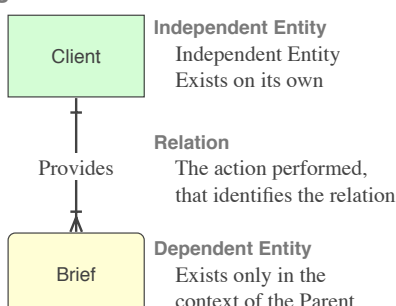 Client
Independent Entity
Independent Entity
Exists on its own
Provides
Relation
The action performed,
that identifies the relation
Brief
Dependent Entity
Exists only in the
context of the Parent